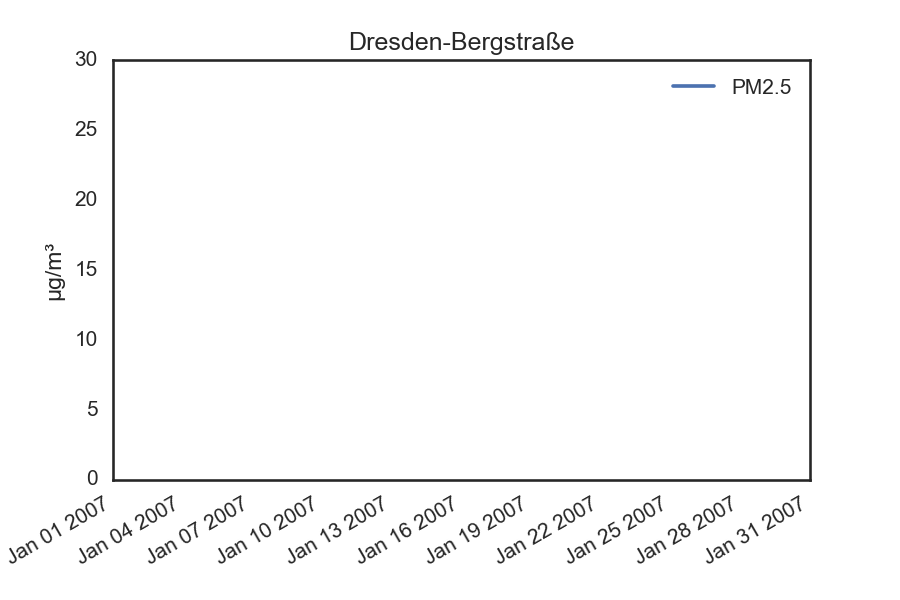 Dresden-Bergstraße
30
25
20
15
10
5
0
µg/m³
PM2.5
Jan 01 2007
Jan 04 2007
Jan 07 2007
Jan 10 2007
Jan 13 2007
Jan 16 2007
Jan 19 2007
Jan 22 2007
Jan 25 2007
Jan 28 2007
Jan 31 2007